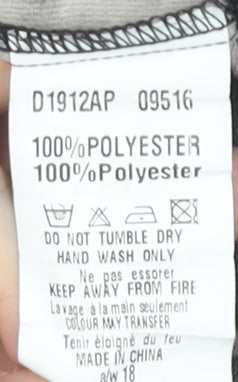 D1912AP 09516
100%POLYESTER
100%Polyester
DO NOT TUMBLE DRY
HAND WASH ONLY
Ne pas essorer
KEEP AWAY FROM FIRE
Lavage à la main seulement
COLOUR MAY TRANSFER
Tenir éloigné du feu
MADE IN CHINA
a/w 18